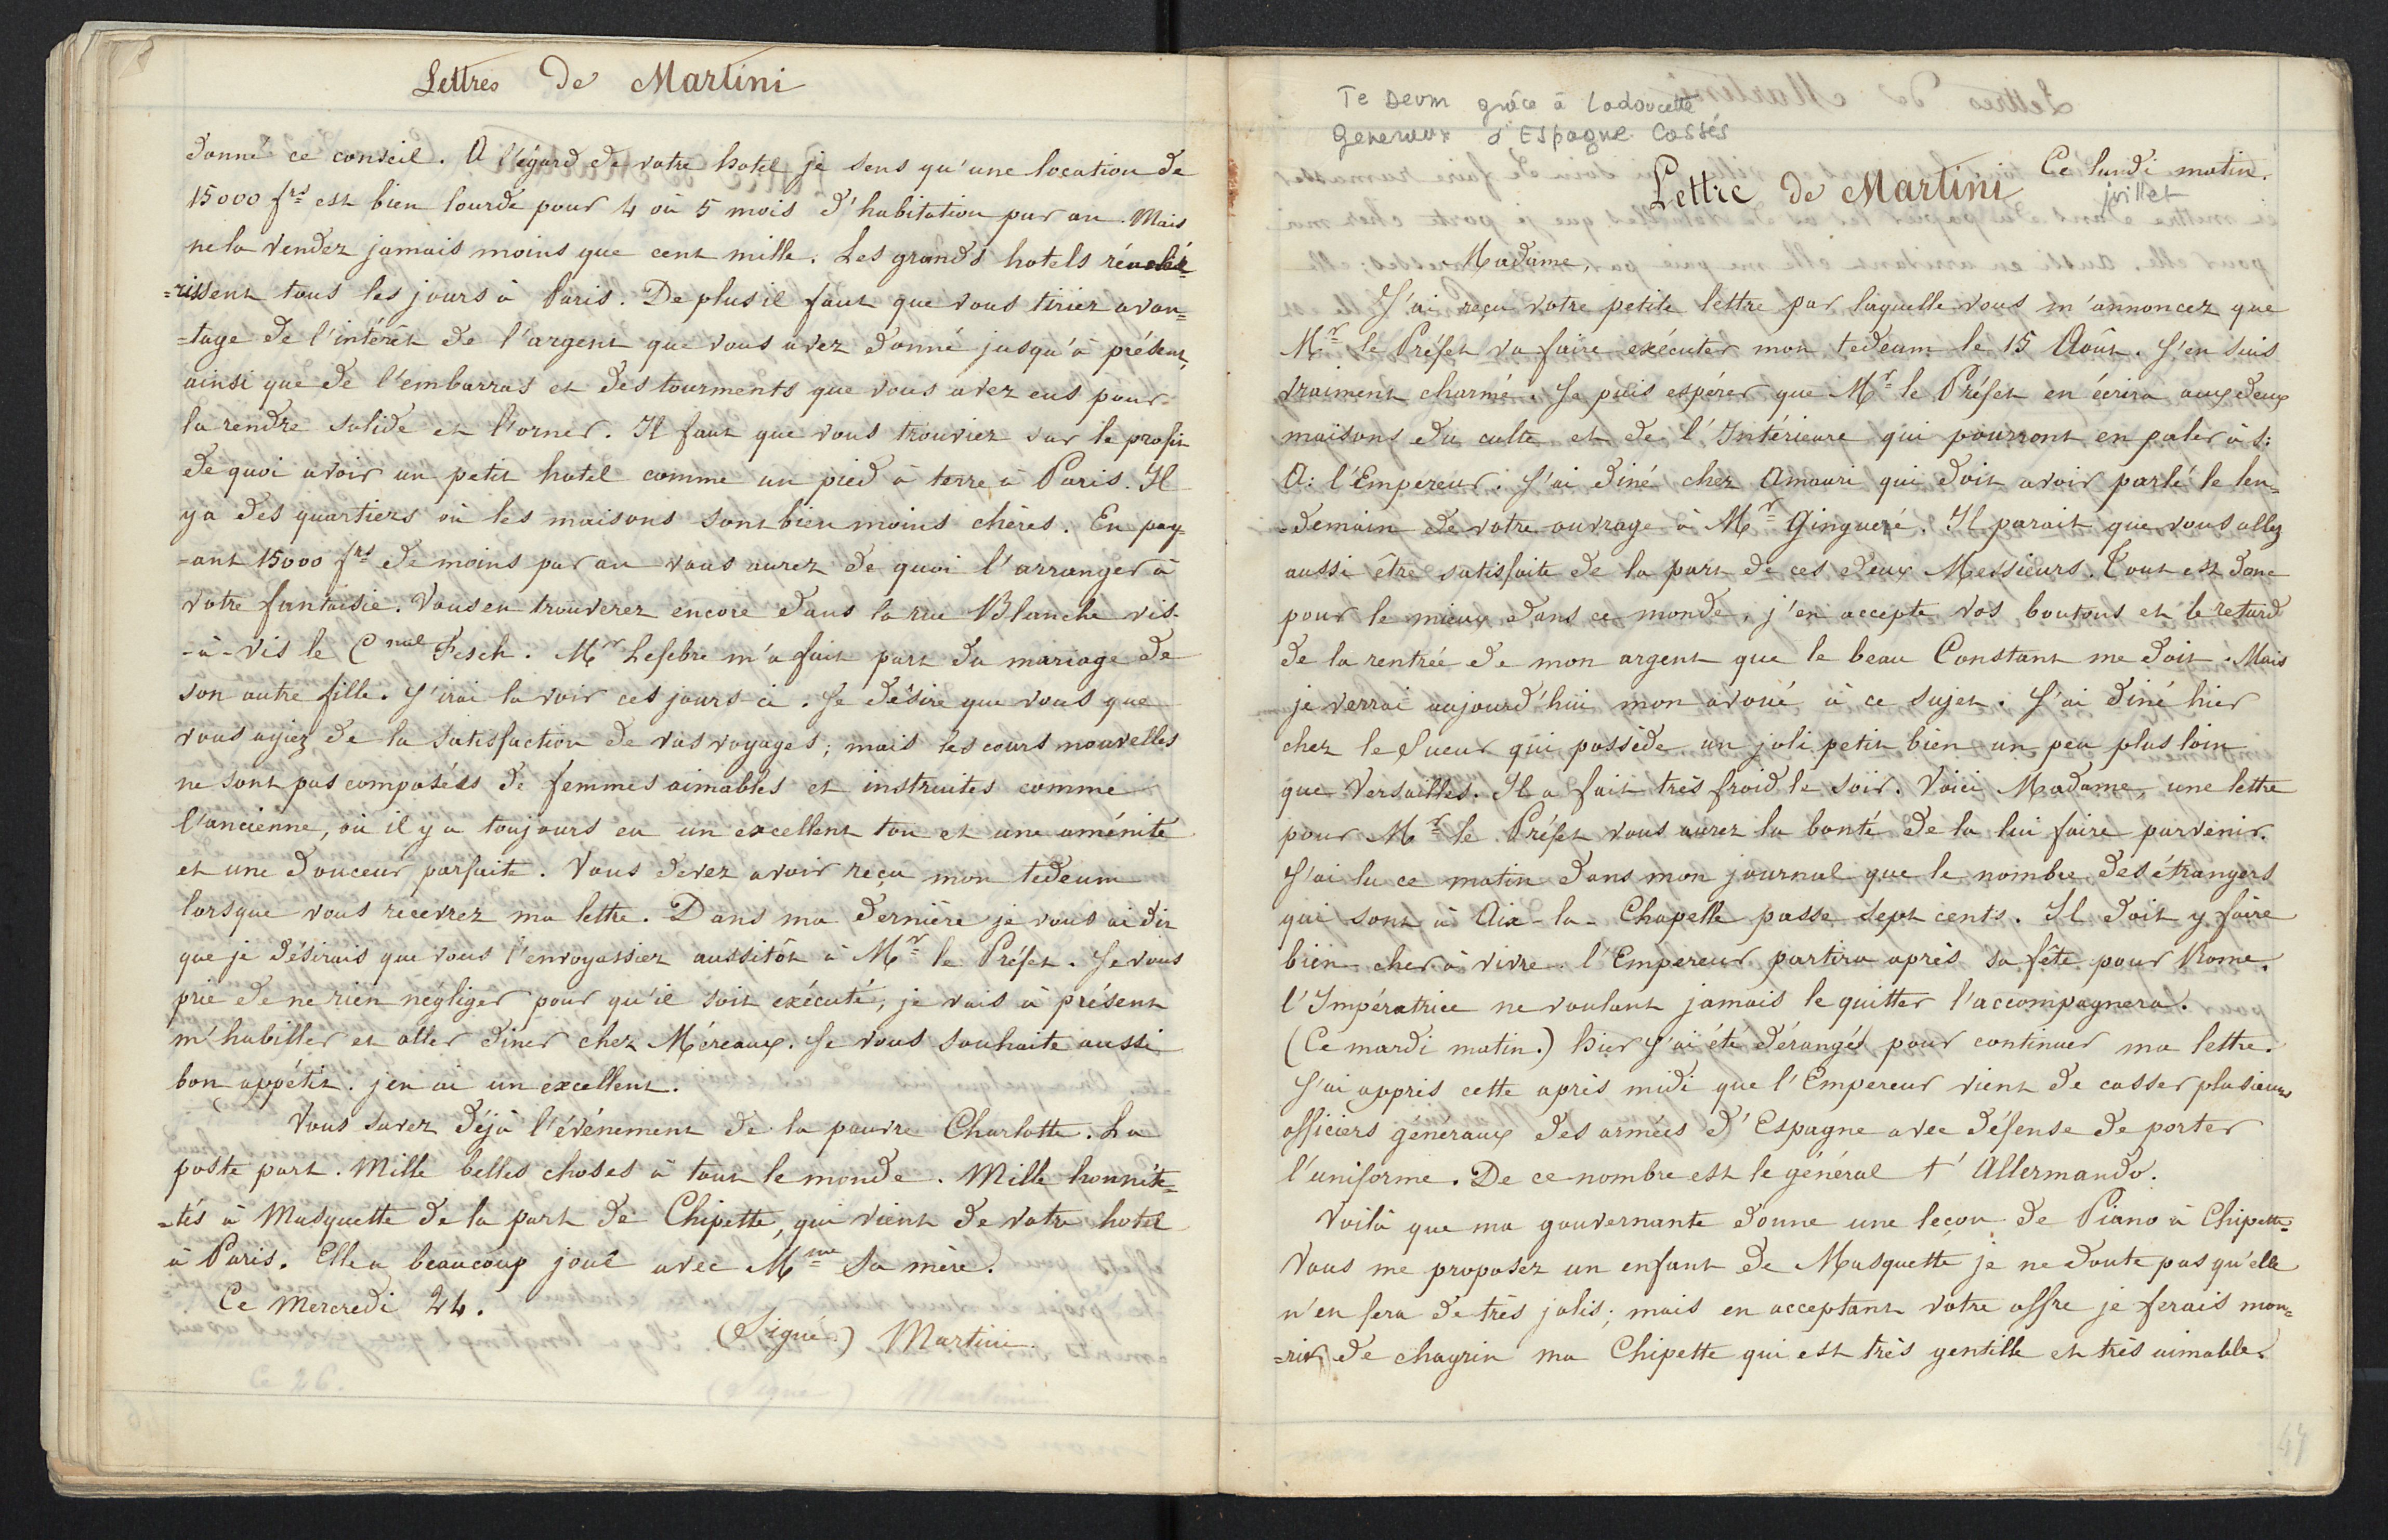 Lettres de Martini
donné ce conseil. A l'égard de votre hotel je sens qu'une location de
15000 frs est bien lourde pour 4 ou 5 mois d'habitation par an. Mais
ne la vendez jamais moins que cent mille. Les grands hotels
=rissent tous les jours à Paris. De plus il faut que vous tiriez avan=
=tage de l'intérêt de l'argent que vous avez donné jusqu'à présent,
ainsi que de l'embarras et des tourments que vous avez eus pour
la rendre solide et l'orner. Il faut que vous trouviez sur le profit
de quoi avoir un petit hotel comme un pied à terre à Paris. Il
y a des quartiers où les maisons sont bien moins chères. En pay=
=ant 15000 frs de moins par an vous aurez de quoi l'arranger à
votre fantaisie. Vous en trouverez encore dans la rue Blanche vis-
-à-vis le Cnal Fesch. Mr Lefebre m'a fait part du mariage de
son autre fille. J'irai la voir ces jours-ci. Je désire que vous que
vous ayiez de la satisfaction de vos voyages; mais les cours nouvelles
ne sont pas composées de femmes aimables et instruites comme
l'ancienne, où il y a toujours eu un excellent ton et une aménité
et une douceur parfaite. Vous devez avoir reçu mon tedeum
lorsque vous recevrez ma lettre. Dans ma dernière je vous ai dit
que je désirais que vous l'envoyassiez aussitôt à Mr le Préfet. Je vous
prie de ne rien négliger pour qu'il soit exécuté, je vais à présent
m'habiller et aller diner chez Méreaux. Je vous souhaite aussi
bon appétit. j'en ai un excellent.
Vous savez déjà l'événement de la pauvre Charlotte. La
poste part. Mille belles choses à tout le monde. Mille honnête=
=tés à Musquette de la part de Chipette, qui vient de votre hotel
à Paris. Elle a beaucoup joué avec Mme sa mère.
Ce Mercredi 24.
(Signé) Martini.
Te Deum grâce à Ladoucette
Generaux d'Espagne Cassés
Ce lundi matin.
juillet
Lettre de Martini
Madame,
J'ai reçu votre petite lettre par laquelle vous m'annoncez que
Mr le Préfet va faire exécuter mon tedeum le 15 Août. J'en suis
vraiment charmé. Je puis espérer que Mr le Préfet en écrira aux deux
maisons du culte et de l'Intérieure qui pourront en paler à S:
A: l'Empereur. J'ai diné chez Amauri qui doit avoir parlé le len=
=demain de votre ouvrage à Mr Ginguené. Il parait que vous allez
aussi être satisfaite de la part de ces deux Messieurs. Tout est donc
pour le mieux dans ce monde, j'en accepte vos boutons et le retard
de la rentrée de mon argent que le beau Constant me doit. Mais
je verrai aujourd'hui mon avoué à ce sujet. J'ai diné hier
chez le Sueur qui possède un joli petit bien un peu plus loin
que Versailles. Il a fait très froid le soir. Voici Madame, une lettre
pour Mr le Préfet vous aurez la bonté de la lui faire parvenir.
J'ai lu ce matin dans mon journal que le nombre des étrangers
qui sont à Aix-la-Chapelle passe sept cents. Il doit y faire
bien cher à vivre. l'Empereur partira après sa fête pour Rome.
l'Impératrice ne voulant jamais le quitter l'accompagnera.
(Ce mardi matin.) hier j'ai été dérangé pour continuer ma lettre.
J'ai appris cette après midi que l'Empereur vient de casser plusieurs
officiers généraux des armées d'Espagne avec défense de porter
l'uniforme. De ce nombre est le général t' Allermando.
Voilà que ma gouvernante donne une leçon de Piano à Chipette.
Vous me proposez un enfant de Musquette, je ne doute pas qu'elle
n'en fera de très jolis; mais en acceptant votre offre je ferais mou=
=rir de chagrin ma Chipette qui est très gentille et très aimable.
47